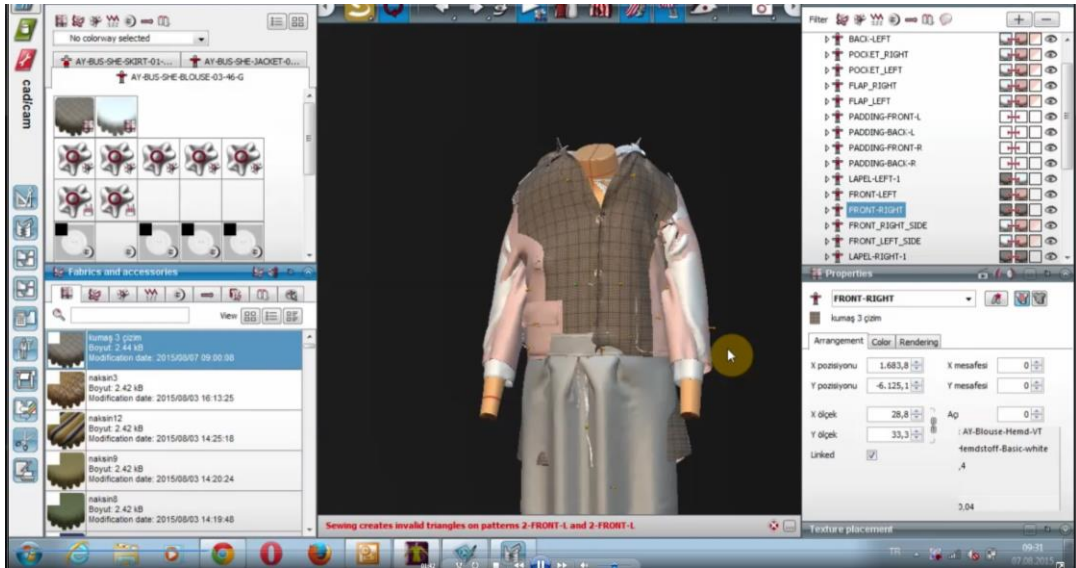 cad/cam
No colorway selected
AY-BUS-SHE-SKIRT-01-...
AY-BUS-SHE-JACKET-0...
AY-BUS-SHE-BLOUSE-03-46-G
Fabrics and accessories
View
kumaş 3 çizim
Boyut: 2.44 kB
Modification date: 2015/08/07 09:00:08
naksin3
Boyut: 2.42 kB
Modification date: 2015/08/03 16:13:25
naksin12
Boyut: 2.42 kB
Modification date: 2015/08/03 14:25:18
naksin9
Boyut: 2.42 kB
Modification date: 2015/08/03 14:20:24
naksin8
Boyut: 2.42 kB
Modification date: 2015/08/03 14:19:48
Sewing creates invalid triangles on patterns 2-FRONT-L and 2-FRONT-L
Filter
BACK-LEFT
POCKET_RIGHT
POCKET_LEFT
FLAP_RIGHT
FLAP_LEFT
PADDING-FRONT-L
PADDING-BACK-L
PADDING-FRONT-R
PADDING-BACK-R
LAPEL-LEFT-1
FRONT-LEFT
FRONT-RIGHT
FRONT_RIGHT_SIDE
FRONT_LEFT_SIDE
LAPEL-RIGHT-1
Properties
FRONT-RIGHT
kumaş 3 çizim
Arrangement Color Rendering
X pozisyonu 1.683,8 X mesafesi 0
Y pozisyonu -6.125,1 Y mesafesi 0
X ölçek 28,8 Açı 0
Y ölçek 33,3
Linked
AY-Blouse-Hemd-VT
Hemdstoff-Basic-white
,4
0,04
Texture placement
TR
09:31
07.08.2015